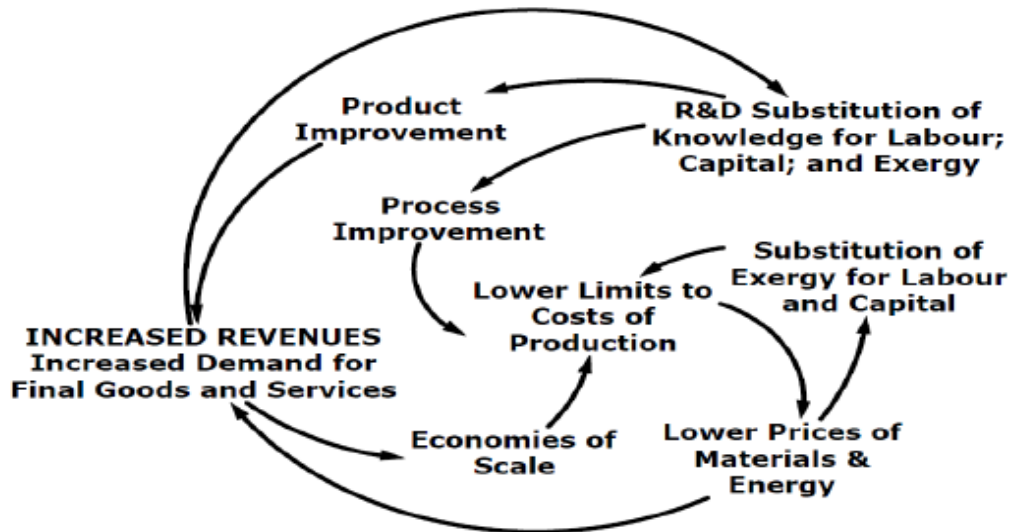 Product
Improvement
R&D Substitution of
Knowledge for Labour;
Capital; and Exergy
Process
Improvement
Substitution of
Exergy for Labour
and Capital
Lower Limits to
Costs of
Production
INCREASED REVENUES
Increased Demand for
Final Goods and Services
Economies of
Scale
Lower Prices of
Materials &
Energy